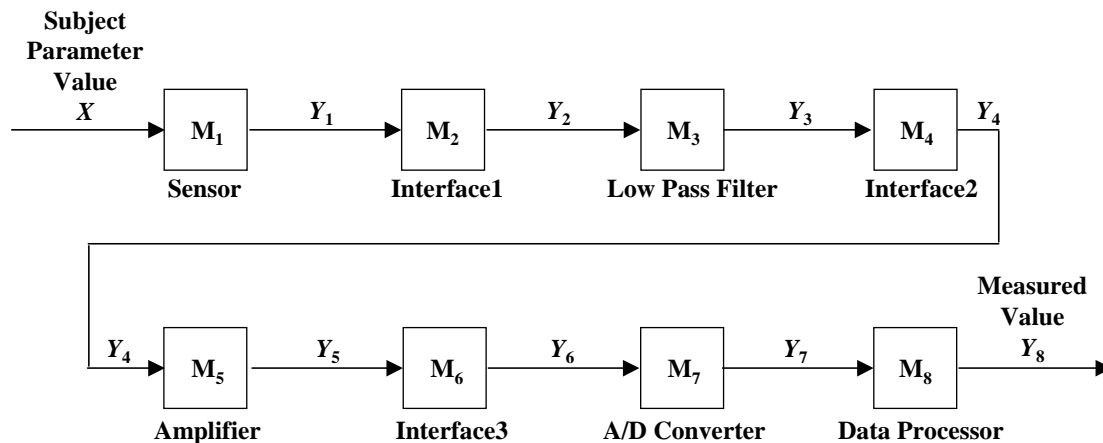 Subject
Parameter
Value
X
M₁
Y₁
M₂
Y₂
M₃
Y₃
M₄
Y₄
Sensor
Interface1
Low Pass Filter
Interface2
Measured
Value
Y₄
M₅
Y₅
M₆
Y₆
M₇
Y₇
M₈
Y₈
Amplifier
Interface3
A/D Converter
Data Processor